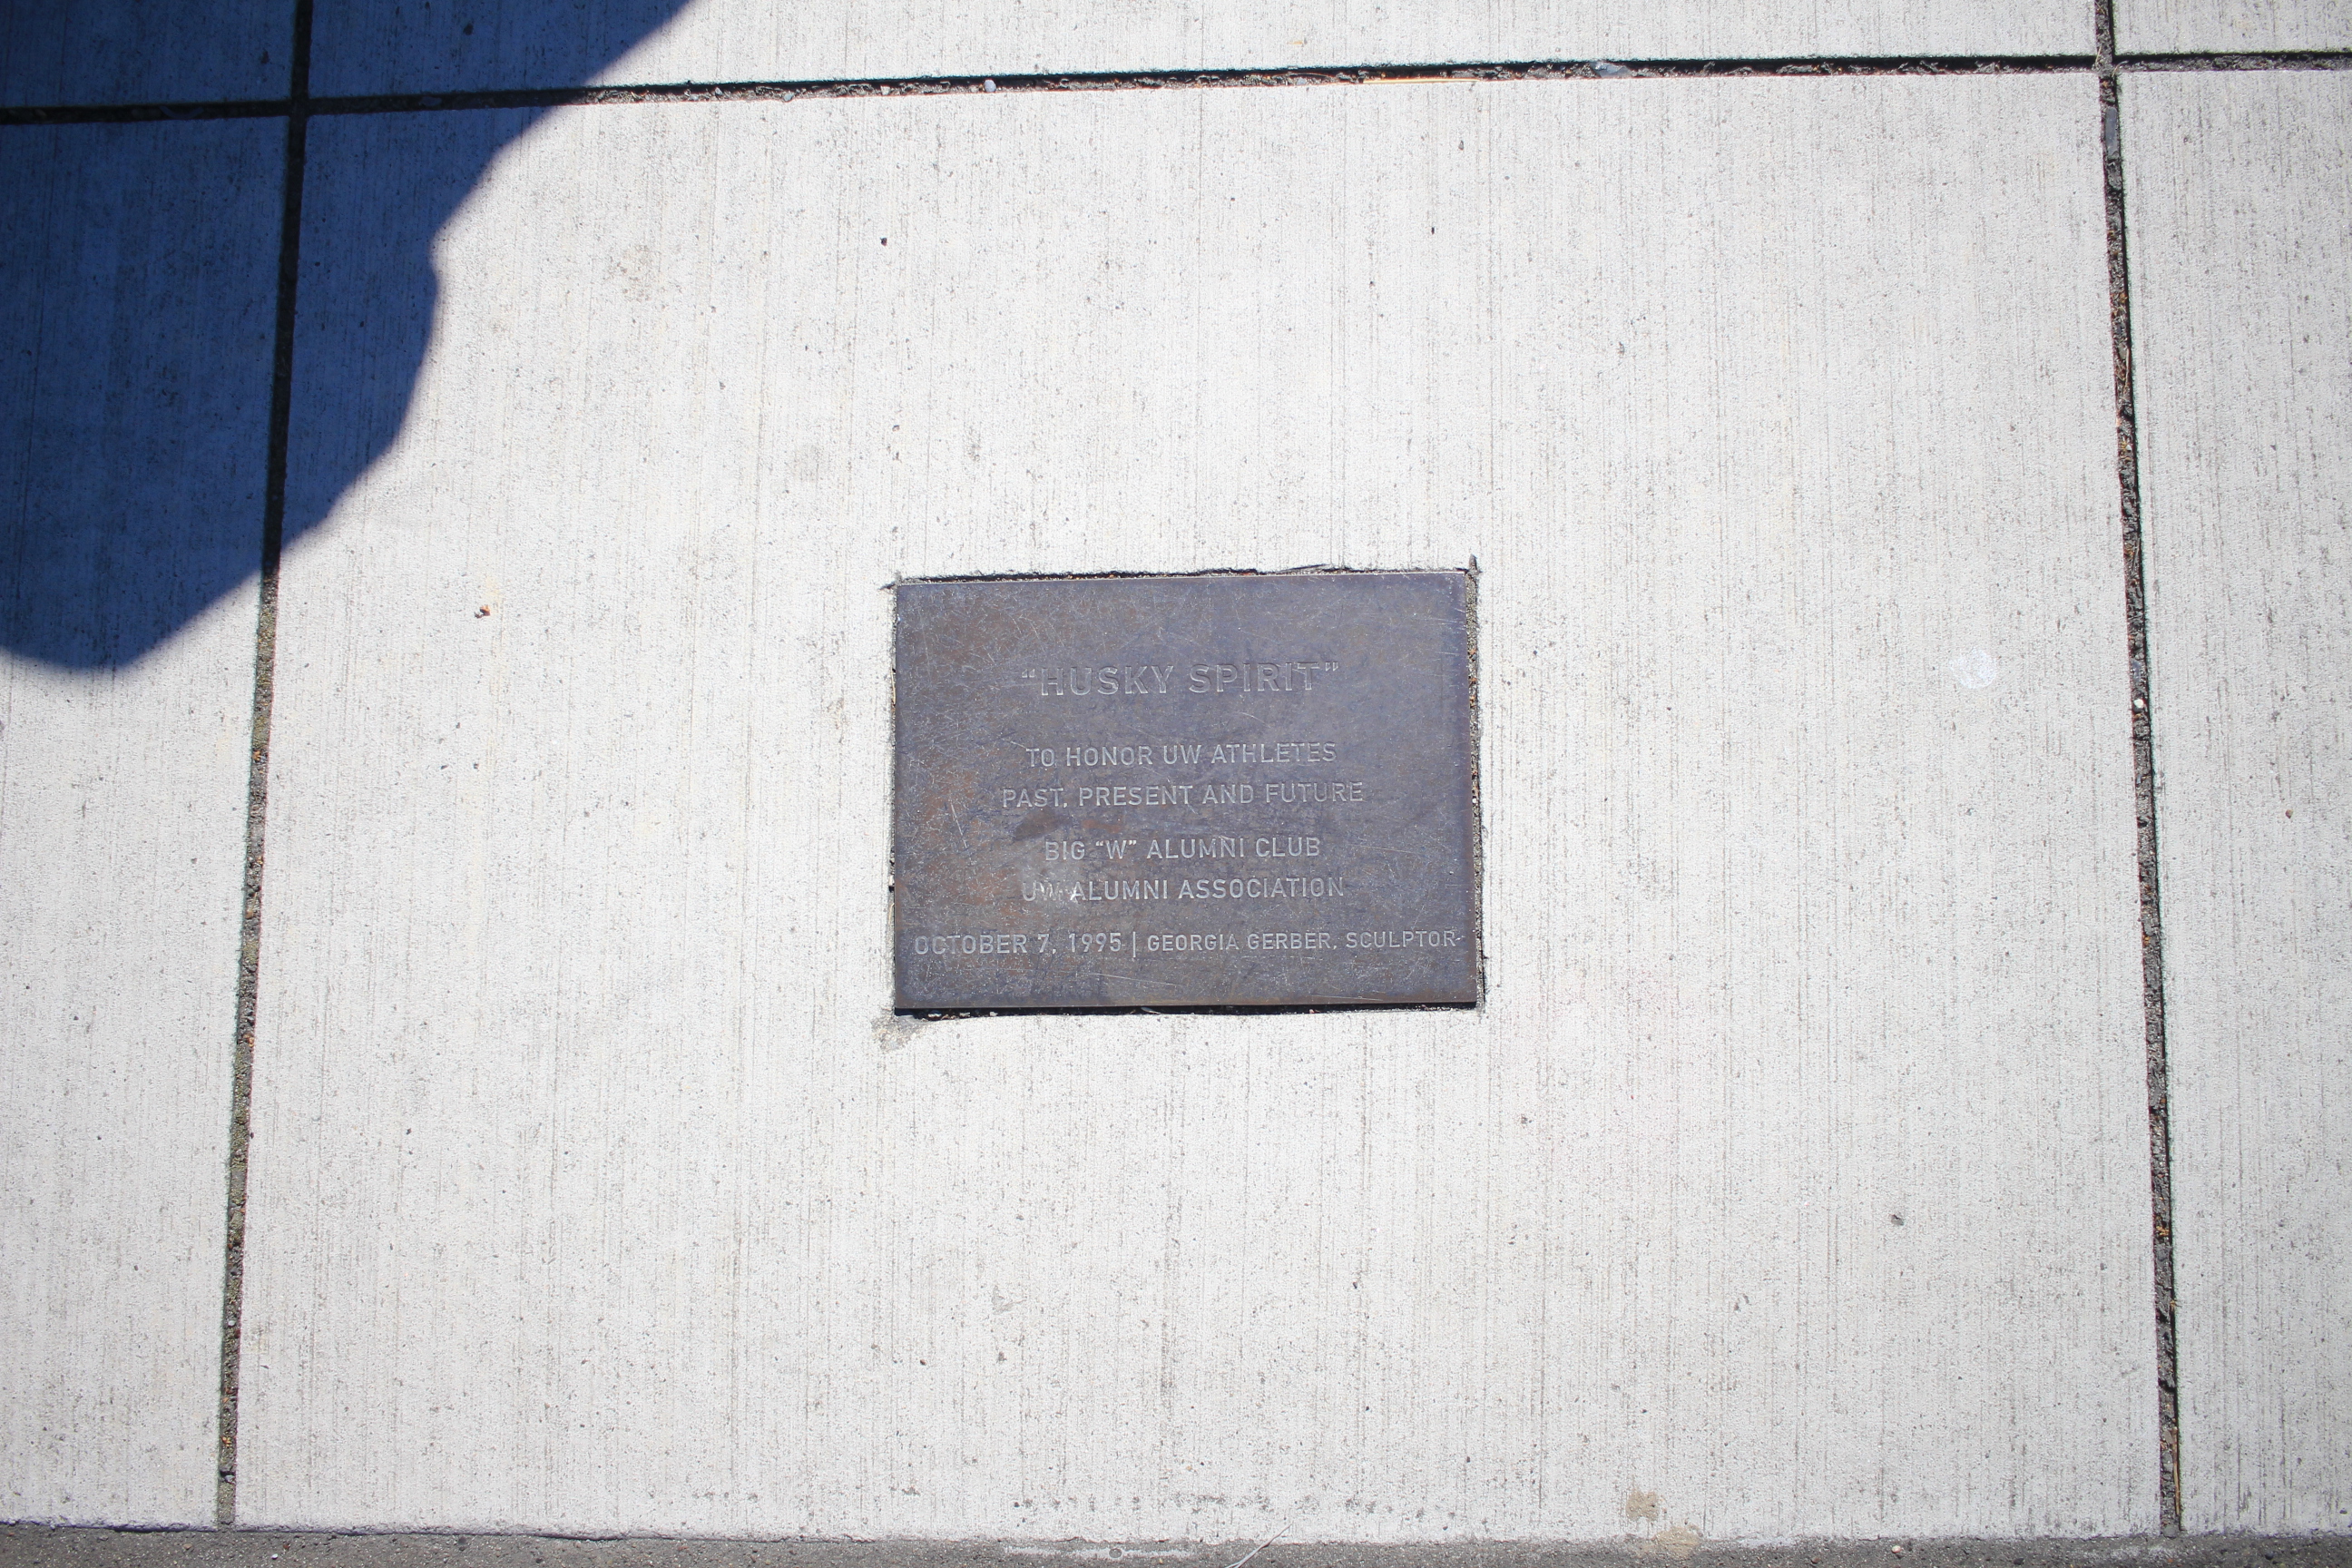 “HUSKY SPIRIT”
TO HONOR UW ATHLETES
PAST, PRESENT AND FUTURE
BIG “W” ALUMNI CLUB
UW ALUMNI ASSOCIATION
OCTOBER 7, 1995 | GEORGIA GERBER, SCULPTOR